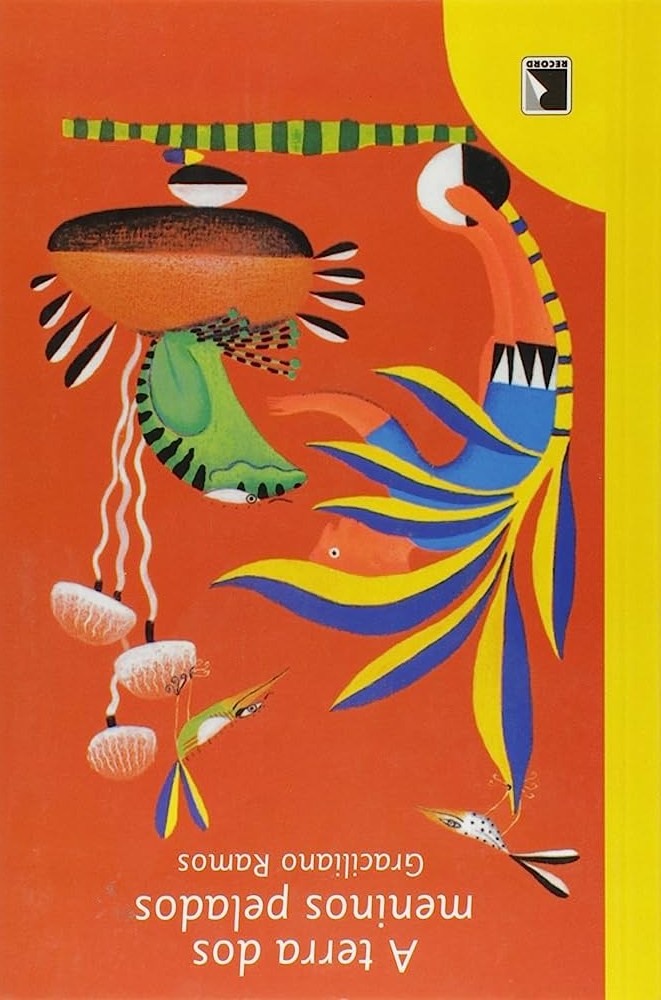 A terra dos
meninos pelados
Graciliano Ramos
RECORD